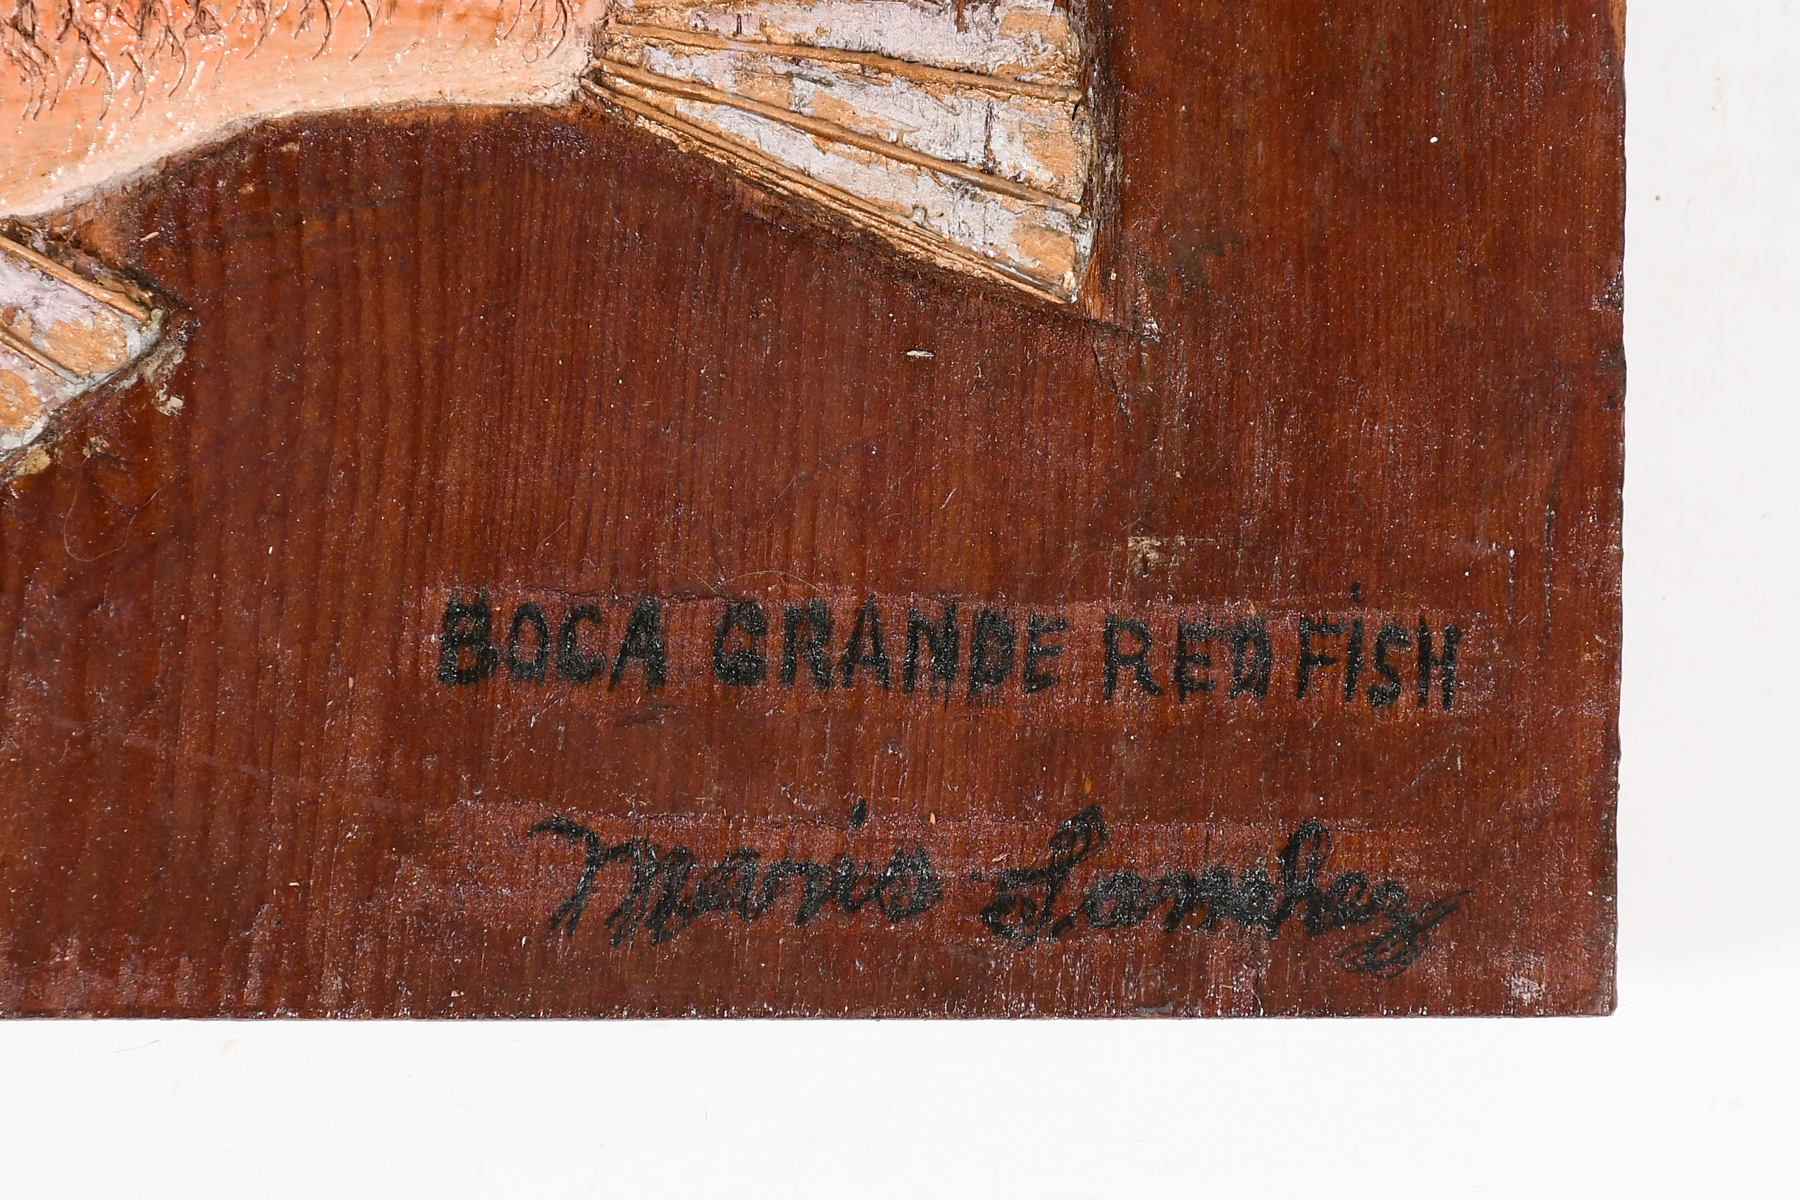 BOCA GRANDE RED FiSH
Mario Sanchez